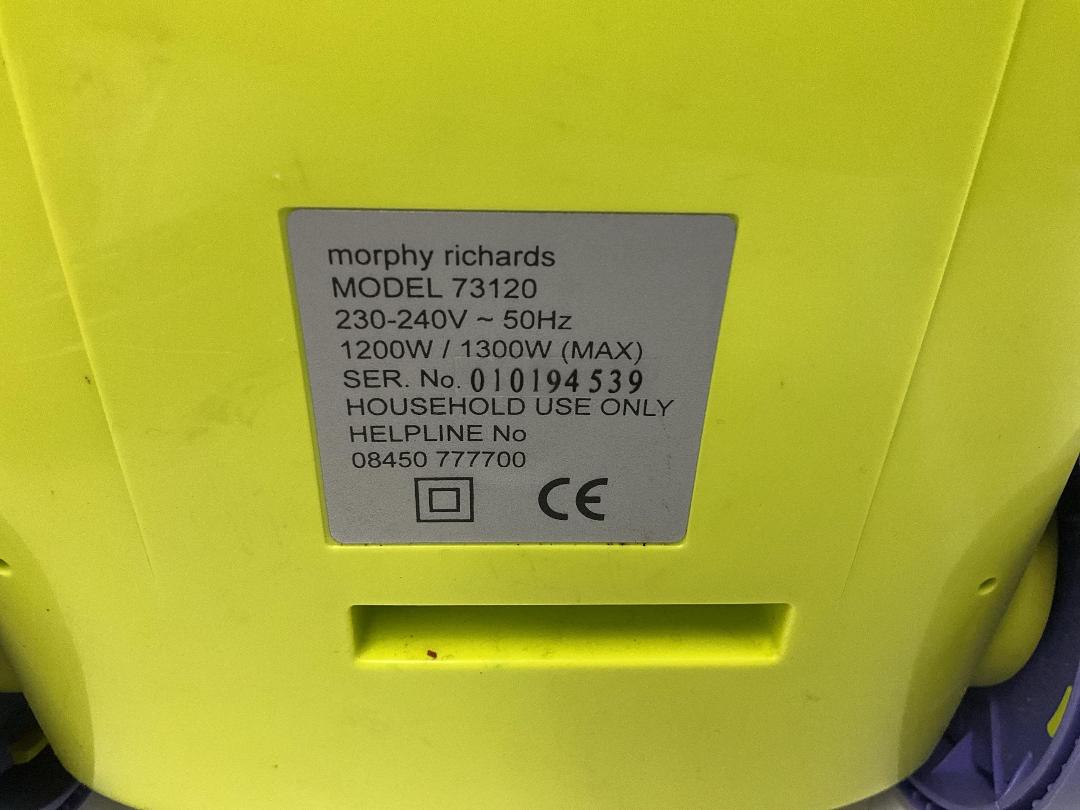 morphy richards
MODEL 73120
230-240V ~ 50Hz
1200W / 1300W (MAX)
SER. No. 010194539
HOUSEHOLD USE ONLY
HELPLINE No
08450 777700
CE